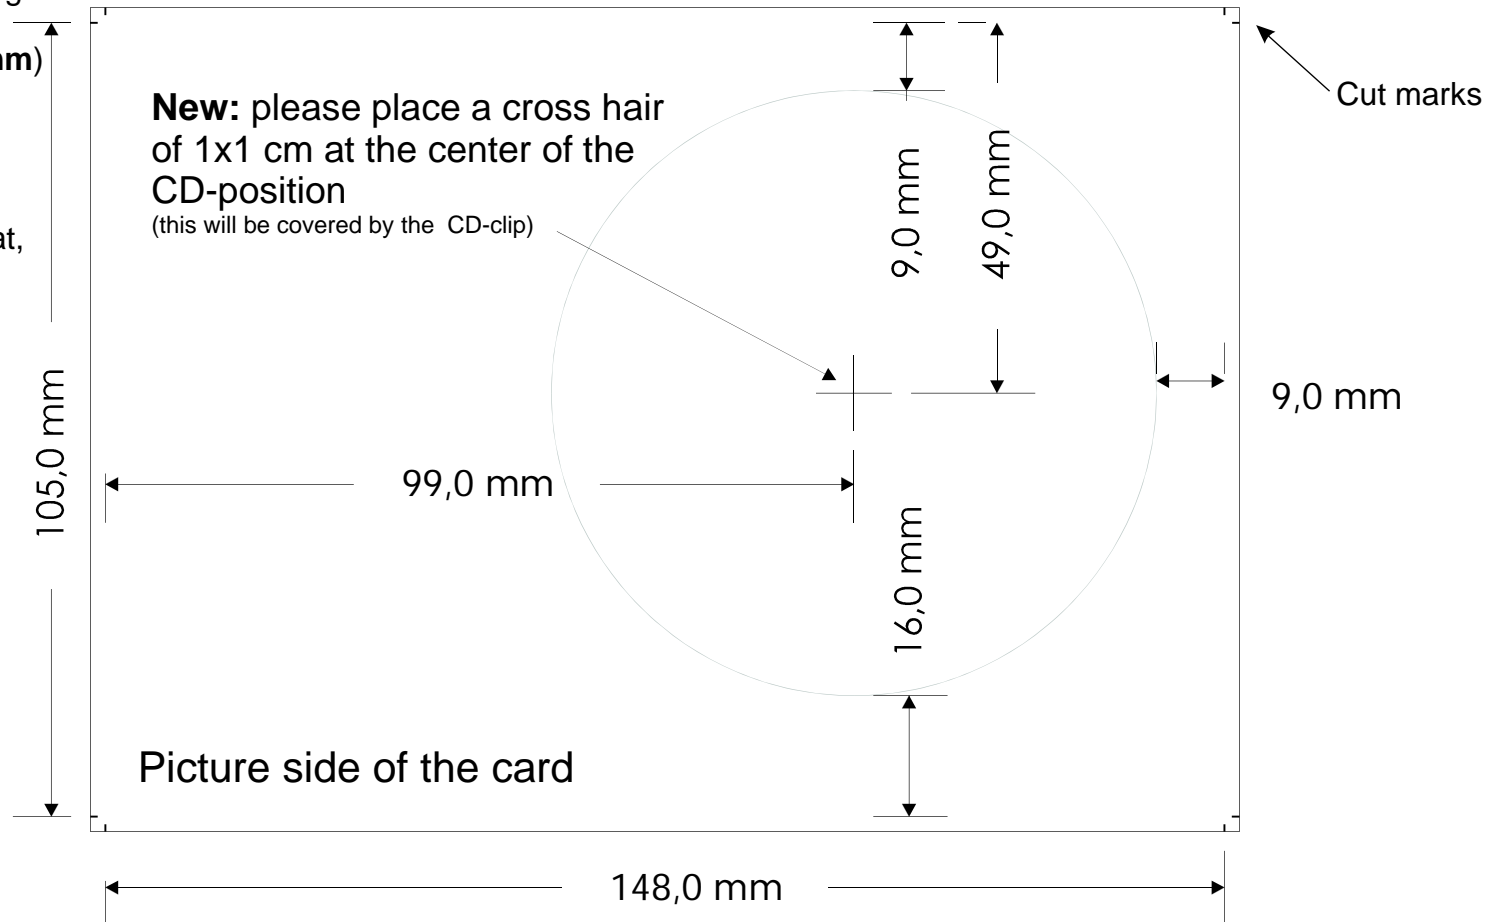 g
mm)
at,
New: please place a cross hair
of 1x1 cm at the center of the
CD-position
(this will be covered by the CD-clip)
Cut marks
9,0 mm
49,0 mm
9,0 mm
105,0 mm
99,0 mm
16,0 mm
Picture side of the card
148,0 mm